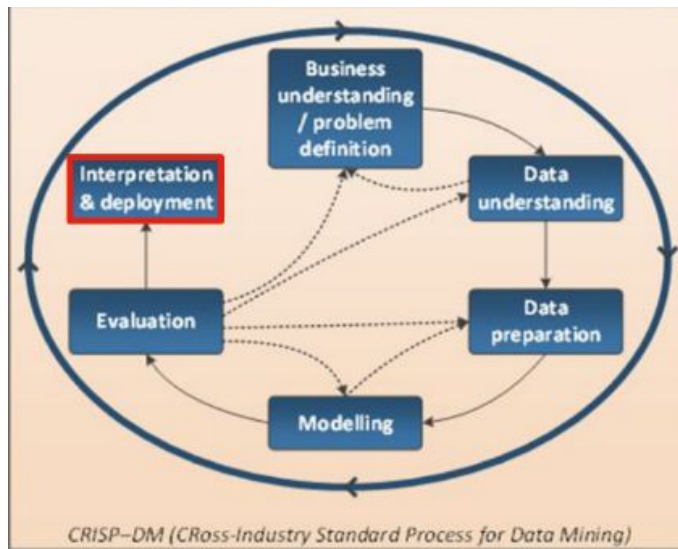 Business
understanding
/ problem
definition
Interpretation
& deployment
Data
understanding
Evaluation
Data
preparation
Modelling
CRISP–DM (CRoss-Industry Standard Process for Data Mining)